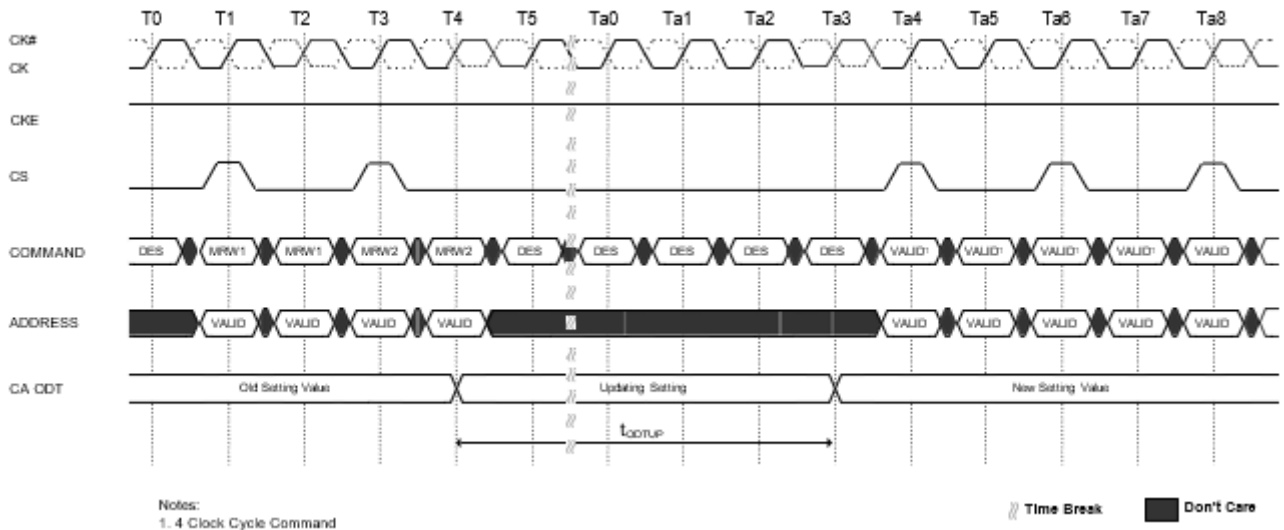 T0 T1 T2 T3 T4 T5 Ta0 Ta1 Ta2 Ta3 Ta4 Ta5 Ta6 Ta7 Ta8
CK#
CK
CKE
CS
COMMAND DES MRW1 MRW1 MRW2 MRW2 DES DES DES DES DES VALID¹ VALID¹ VALID¹ VALID¹ VALID
ADDRESS VALID VALID VALID VALID VALID VALID VALID VALID VALID
CA ODT Old Setting Value Updating Setting New Setting Value
tODTUP
Notes:
1. 4 Clock Cycle Command
Time Break Don't Care